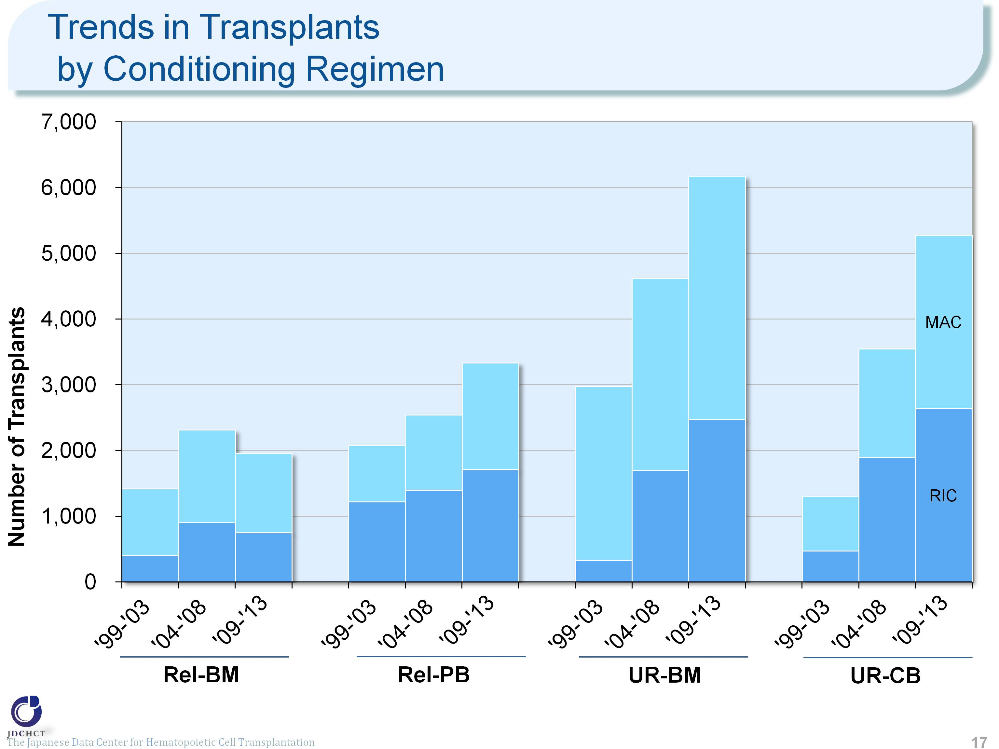 Trends in Transplants
by Conditioning Regimen
Number of Transplants
7,000
6,000
5,000
4,000
3,000
2,000
1,000
0
MAC
RIC
'99-'03
'04-'08
'09-'13
'99-'03
'04-'08
'09-'13
'99-'03
'04-'08
'09-'13
'99-'03
'04-'08
'09-'13
Rel-BM
Rel-PB
UR-BM
UR-CB
JDCHCT
The Japanese Data Center for Hematopoietic Cell Transplantation
17